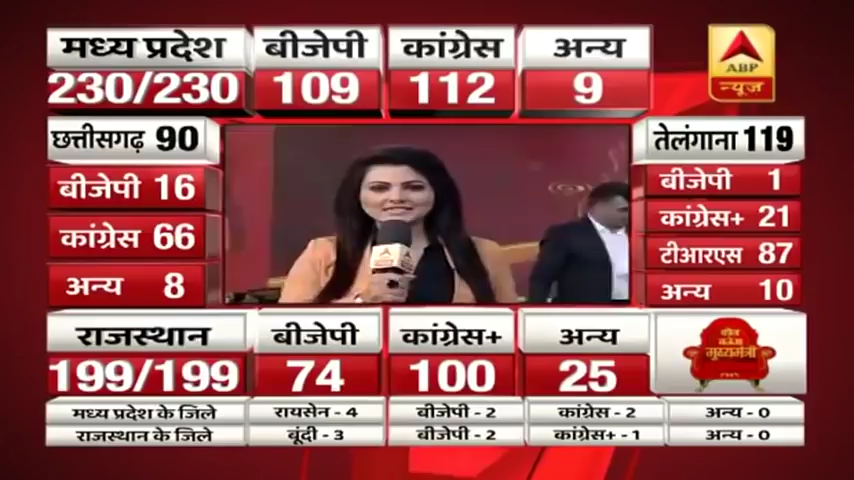 मध्य प्रदेश बीजेपी कांग्रेस अन्य
230/230 109 112 9
ABP
न्यूज़
छत्तीसगढ़ 90
बीजेपी 16
कांग्रेस 66
अन्य 8
तेलंगाना 119
बीजेपी 1
कांग्रेस+ 21
टीआरएस 87
अन्य 10
राजस्थान बीजेपी कांग्रेस+ अन्य
199/199 74 100 25
कौन
बनेगा
मुख्यमंत्री
मध्य प्रदेश के जिले रायसेन - 4 बीजेपी - 2 कांग्रेस - 2 अन्य - 0
राजस्थान के जिले बूंदी - 3 बीजेपी - 2 कांग्रेस+ - 1 अन्य - 0